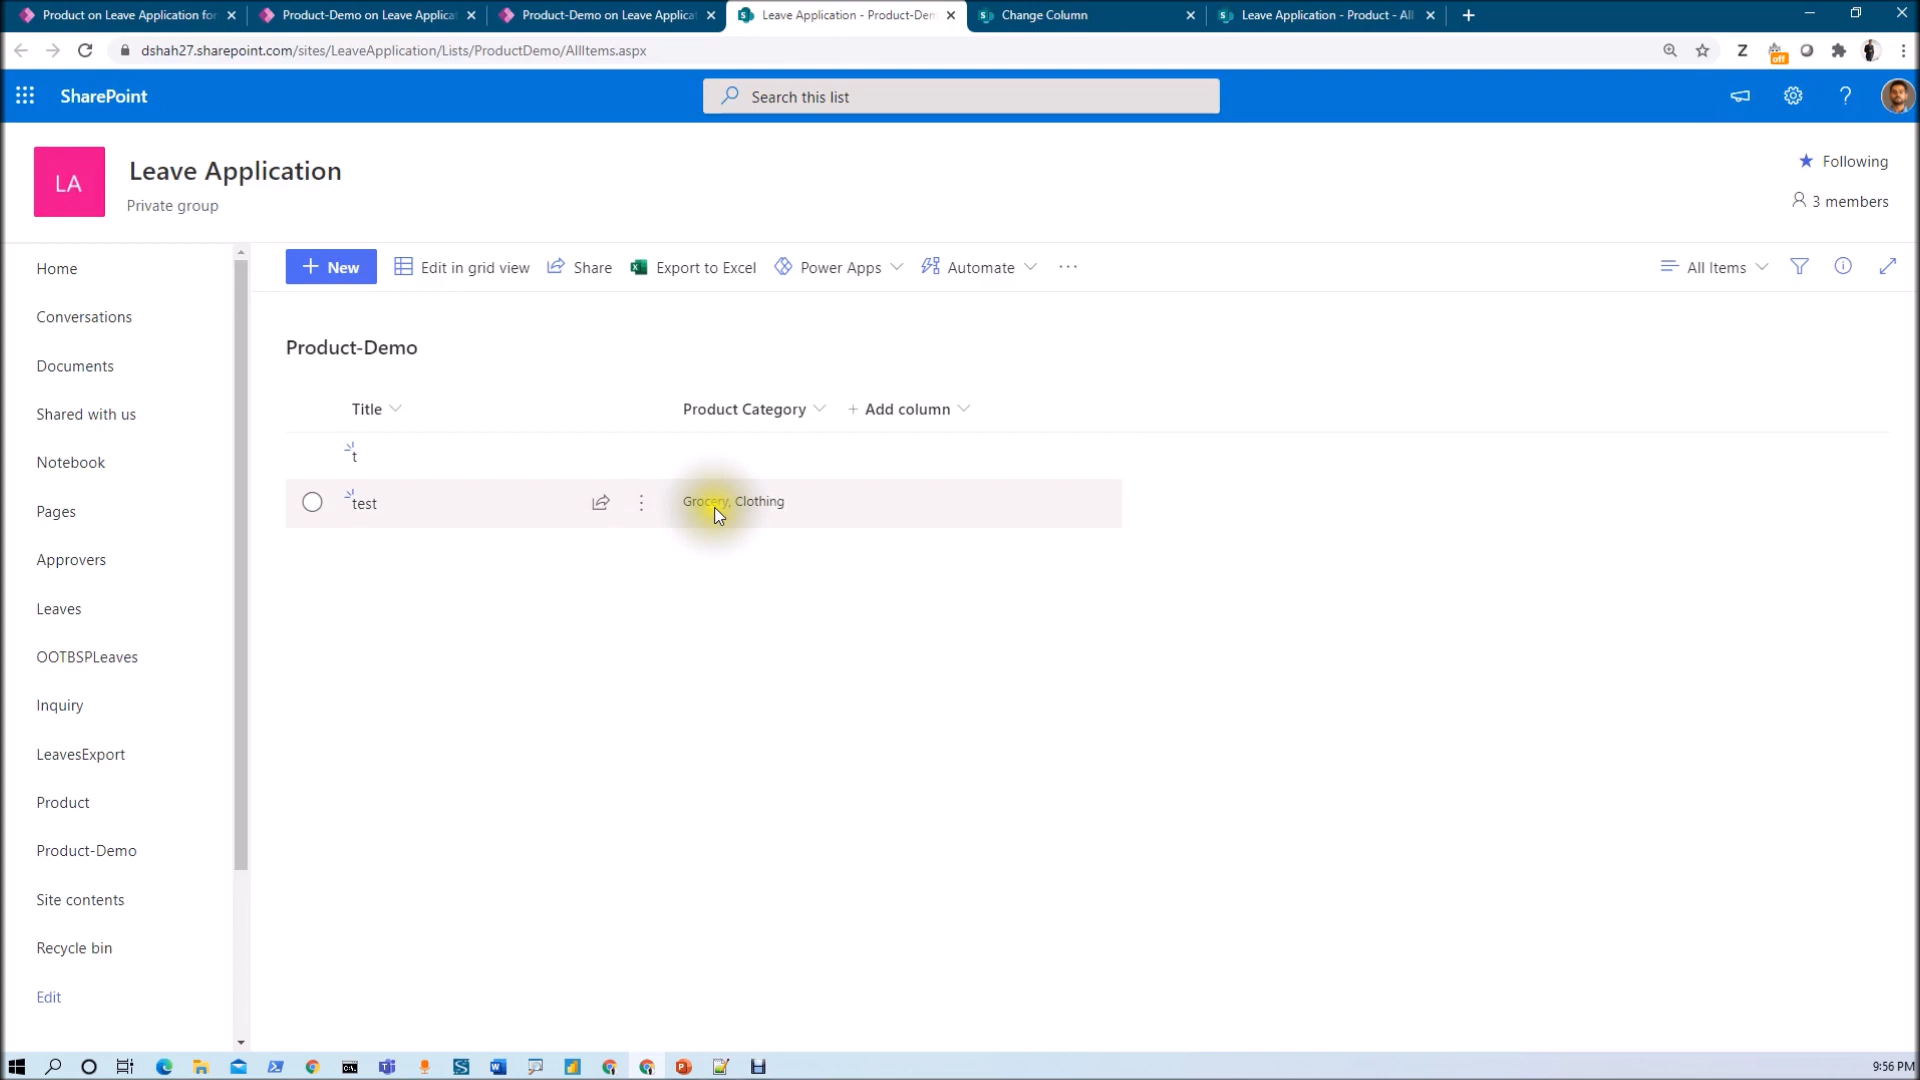 Product on Leave Application for
Product-Demo on Leave Applicat
Product-Demo on Leave Applicat
Leave Application - Product-Dem
Change Column
Leave Application - Product - All
dshah27.sharepoint.com/sites/LeaveApplication/Lists/ProductDemo/AllItems.aspx
Z
off
SharePoint
Search this list
?
LA
Leave Application
Private group
Following
3 members
Home
Conversations
Documents
Shared with us
Notebook
Pages
Approvers
Leaves
OOTBSPLeaves
Inquiry
LeavesExport
Product
Product-Demo
Site contents
Recycle bin
Edit
+ New
Edit in grid view
Share
Export to Excel
Power Apps
Automate
...
All Items
Product-Demo
Title
Product Category
+ Add column
t
test
Grocery, Clothing
9:56 PM